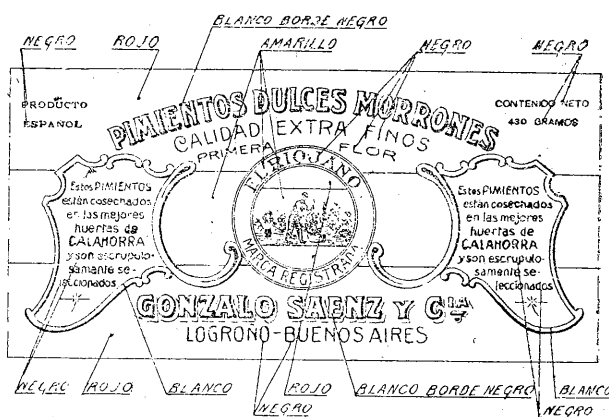 BLANCO BORDE NEGRO
NEGRO ROJO AMARILLO NEGRO NEGRO
PRODUCTO
ESPAÑOL
CONTENIDO NETO
430 GRAMOS
PIMIENTOS DULCES MORRONES
CALIDAD EXTRA FINOS
PRIMERA FLOR
EL RIOJANO
MARCA REGISTRADA
Estos PIMIENTOS
están cosechados
en las mejores
huertas de
CALAHORRA
y son escrupulo-
samente se-
leccionados
Estos PIMIENTOS
están cosechados
en las mejores
huertas de
CALAHORRA
y son escrupulo-
samente se-
leccionados
GONZALO SAENZ Y CIA
LOGROÑO-BUENOS AIRES
NEGRO ROJO BLANCO ROJO BLANCO BORDE NEGRO BLANCO
NEGRO NEGRO